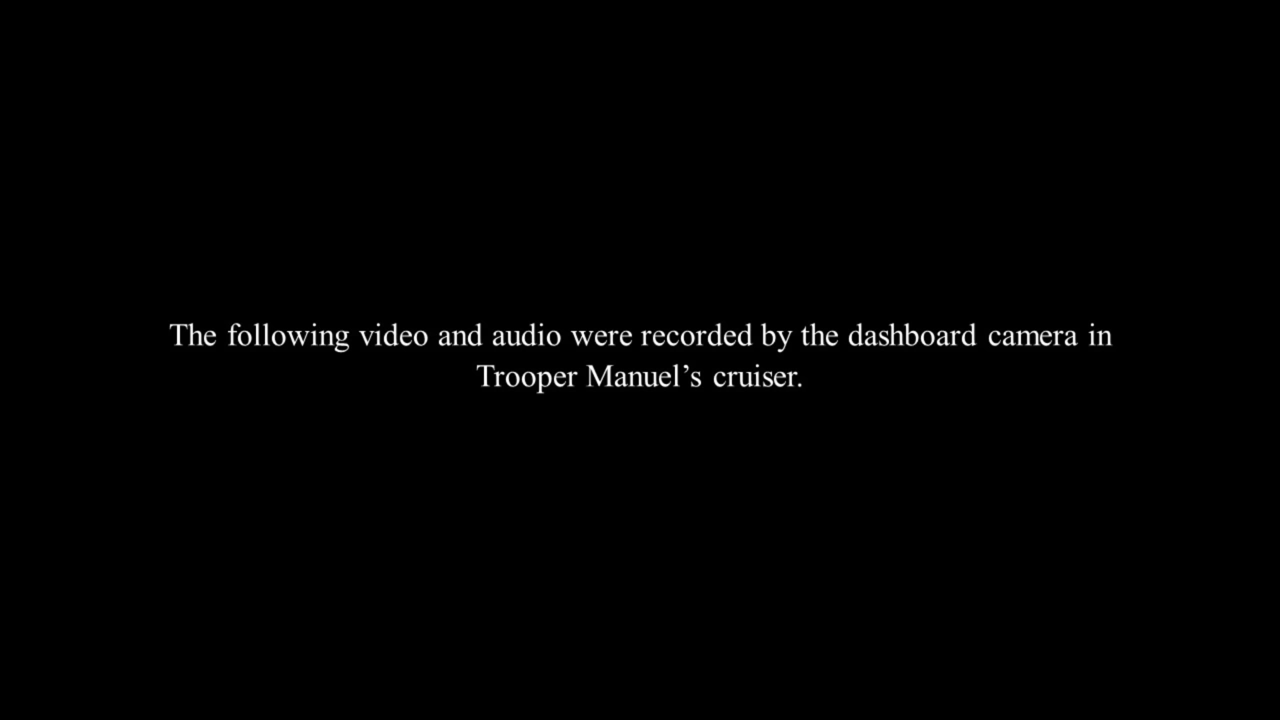 The following video and audio were recorded by the dashboard camera in
Trooper Manuel’s cruiser.